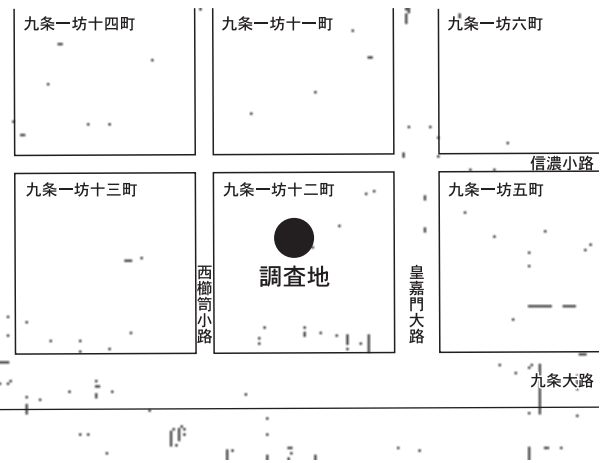 九条一坊十四町
九条一坊十一町
九条一坊六町
信濃小路
九条一坊十三町
九条一坊十二町
九条一坊五町
調査地
西櫛笥小路
皇嘉門大路
九条大路